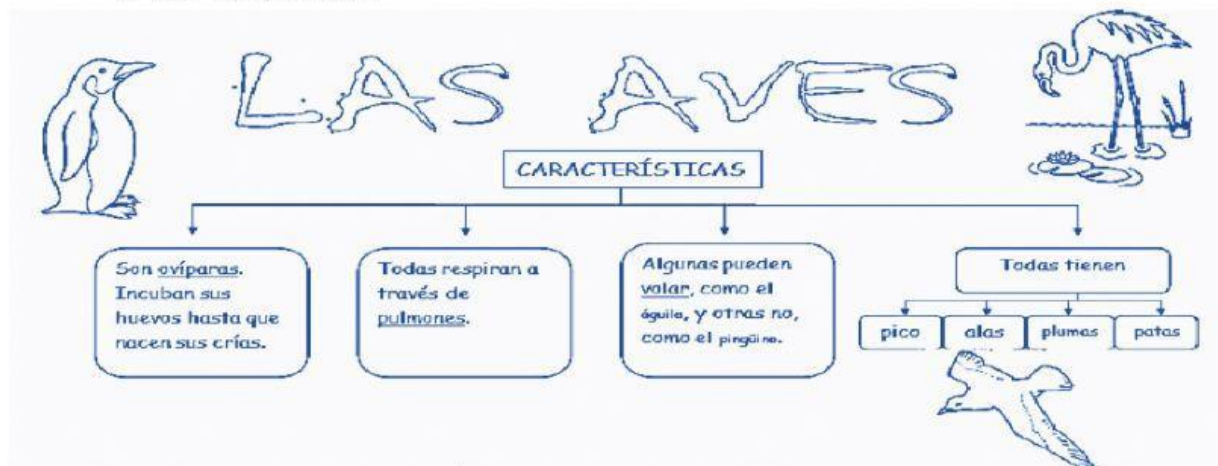 LAS AVES
CARACTERÍSTICAS
Son ovíparas.
Incuban sus
huevos hasta que
nacen sus crías.
Todas respiran a
través de
pulmones.
Algunas pueden
volar, como el
águila, y otras no,
como el pingüino.
Todas tienen
pico
alas
plumas
patas